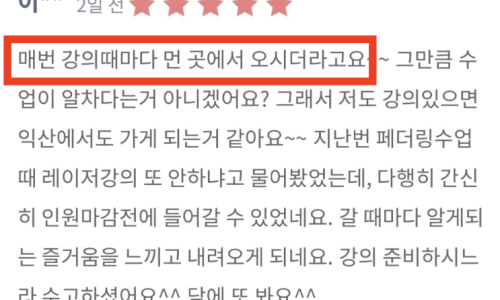 2일 전
매번 강의때마다 먼 곳에서 오시더라고요~~ 그만큼 수
업이 알차다는거 아니겠어요? 그래서 저도 강의있으면
익산에서도 가게 되는거 같아요~~ 지난번 페더링수업
때 레이저강의 또 안하냐고 물어봤었는데, 다행히 간신
히 인원마감전에 들어갈 수 있었네요. 갈 때마다 알게되
는 즐거움을 느끼고 내려오게 되네요. 강의 준비하시느
라 수고하셨어요^^ 담에 또 봐요^^